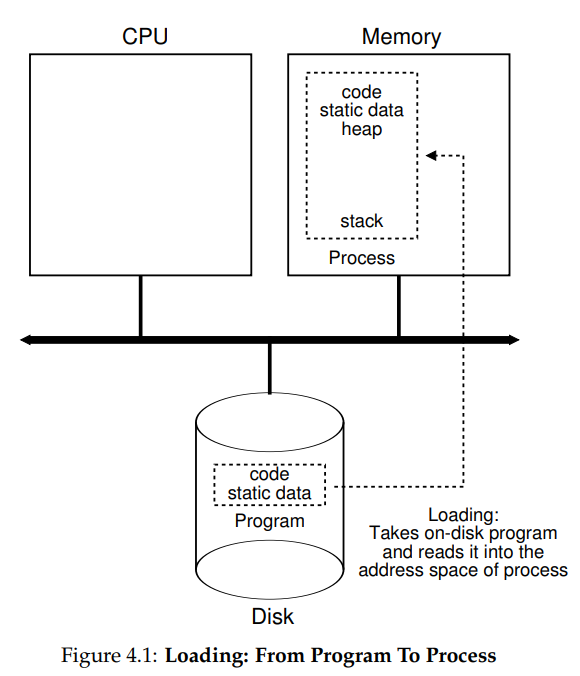 CPU
Memory
code
static data
heap
stack
Process
code
static data
Program
Loading:
Takes on-disk program
and reads it into the
address space of process
Disk
Figure 4.1: Loading: From Program To Process